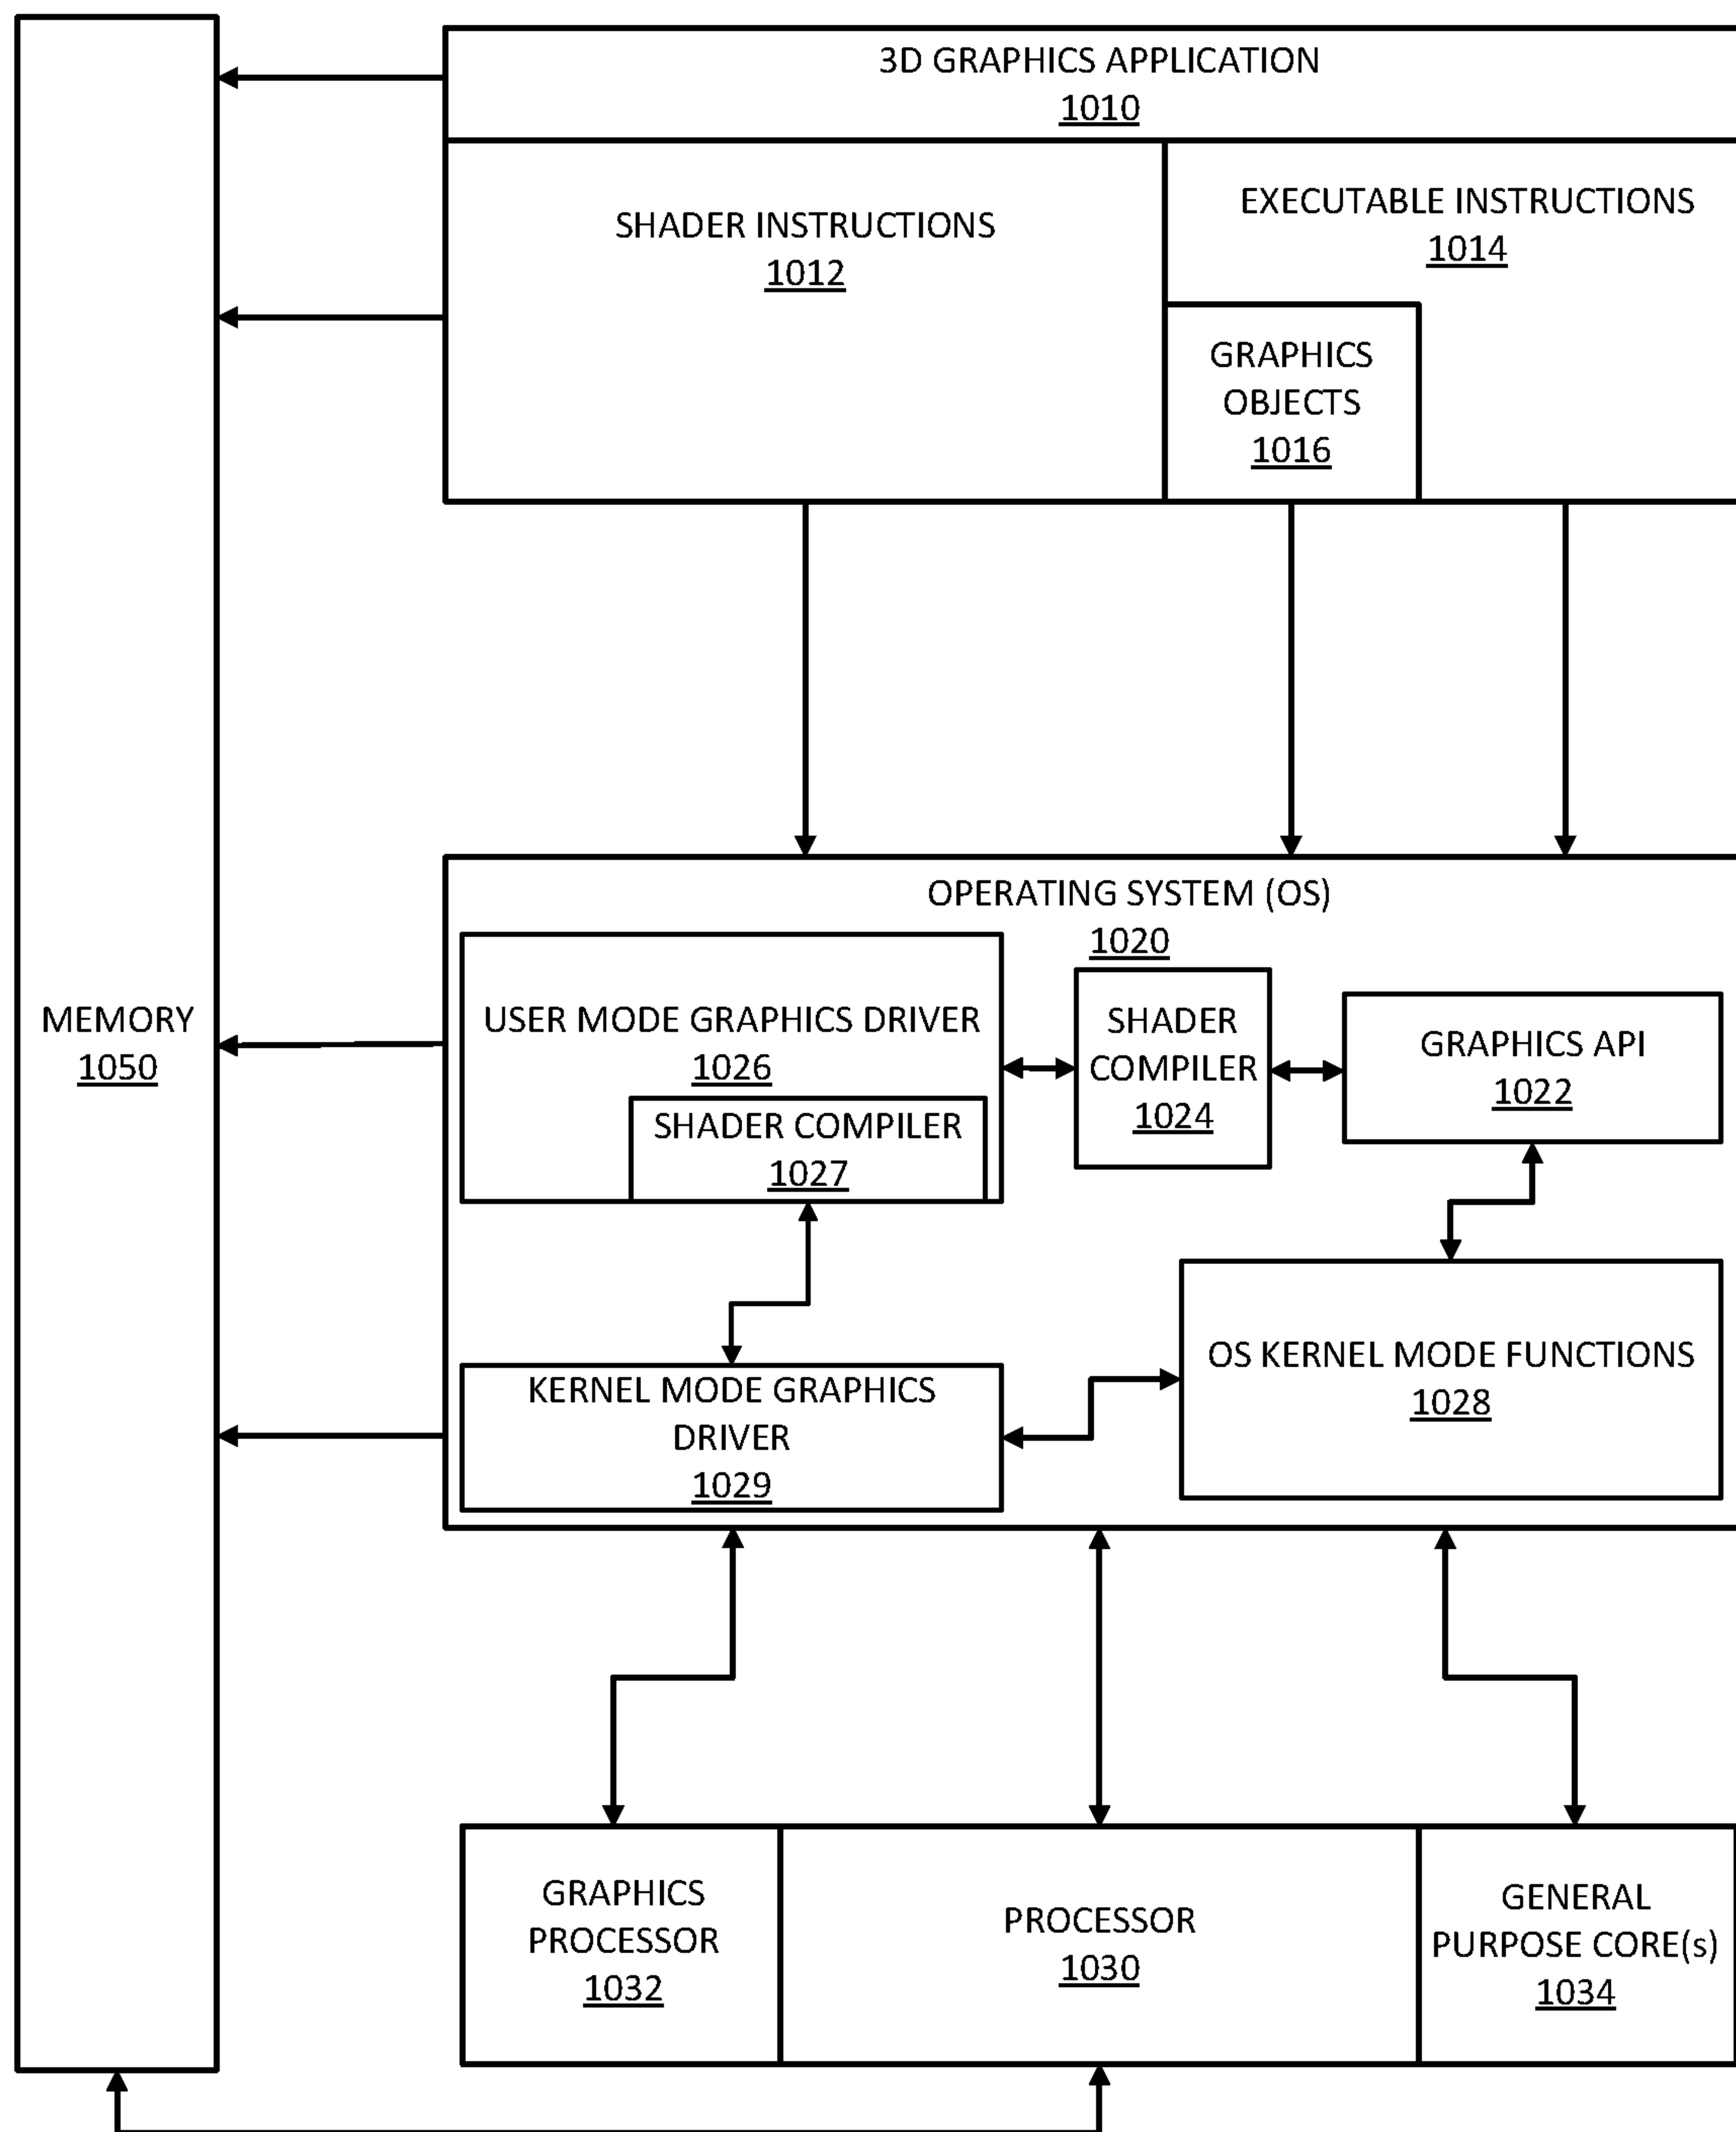 3D GRAPHICS APPLICATION
1010
SHADER INSTRUCTIONS
1012
EXECUTABLE INSTRUCTIONS
1014
GRAPHICS
OBJECTS
1016
MEMORY
1050
OPERATING SYSTEM (OS)
1020
USER MODE GRAPHICS DRIVER
1026
SHADER COMPILER
1027
SHADER
COMPILER
1024
GRAPHICS API
1022
KERNEL MODE GRAPHICS
DRIVER
1029
OS KERNEL MODE FUNCTIONS
1028
GRAPHICS
PROCESSOR
1032
PROCESSOR
1030
GENERAL
PURPOSE CORE(s)
1034